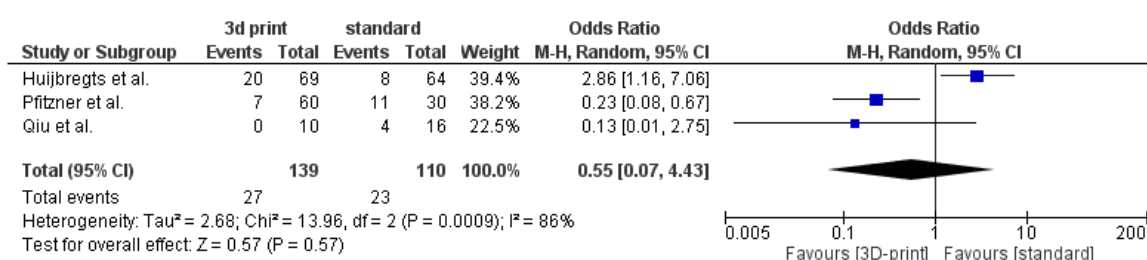 3d print standard Odds Ratio Odds Ratio
Study or Subgroup Events Total Events Total Weight M-H, Random, 95% CI M-H, Random, 95% CI
Huijbregts et al. 20 69 8 64 39.4% 2.86 [1.16, 7.06]
Pfitzner et al. 7 60 11 30 38.2% 0.23 [0.08, 0.67]
Qiu et al. 0 10 4 16 22.5% 0.13 [0.01, 2.75]
Total (95% CI) 139 110 100.0% 0.55 [0.07, 4.43]
Total events 27 23
Heterogeneity: Tau² = 2.68; Chi² = 13.96, df = 2 (P = 0.0009); I² = 86%
Test for overall effect: Z = 0.57 (P = 0.57)
0.005 0.1 1 10 200
Favours [3D-print] Favours [standard]